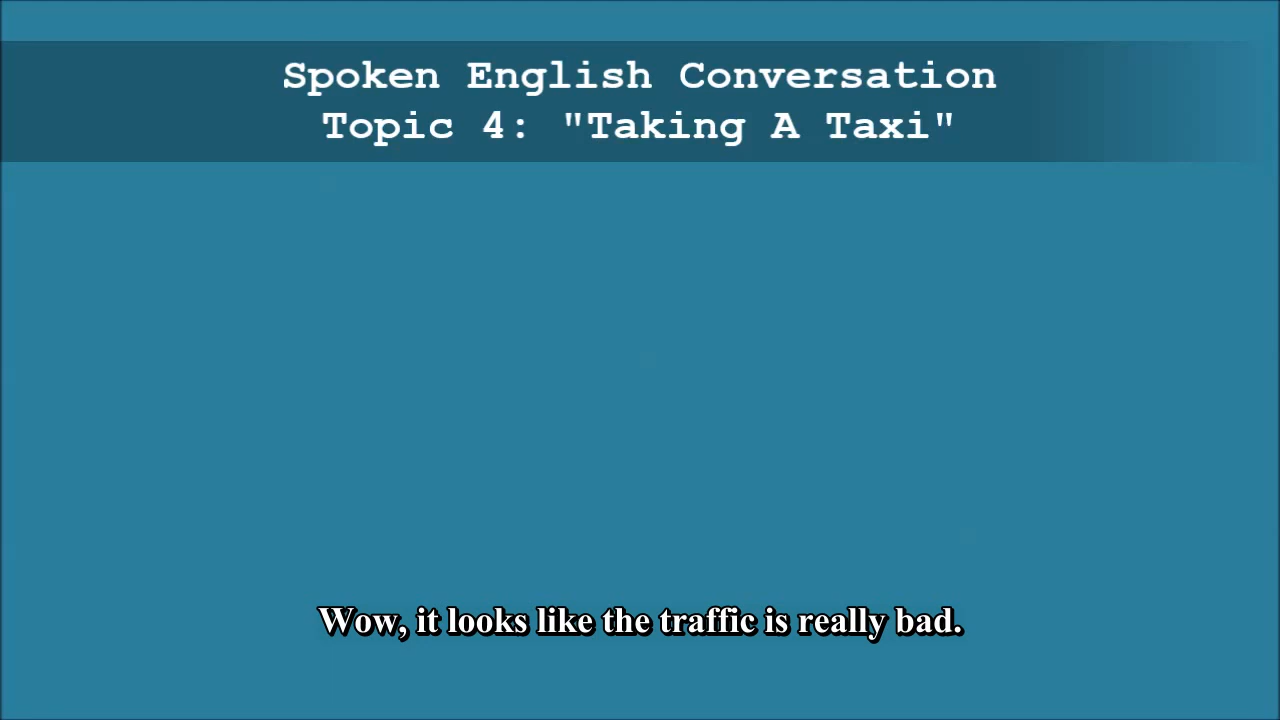 Spoken English Conversation
Topic 4: "Taking A Taxi"
Wow, it looks like the traffic is really bad.